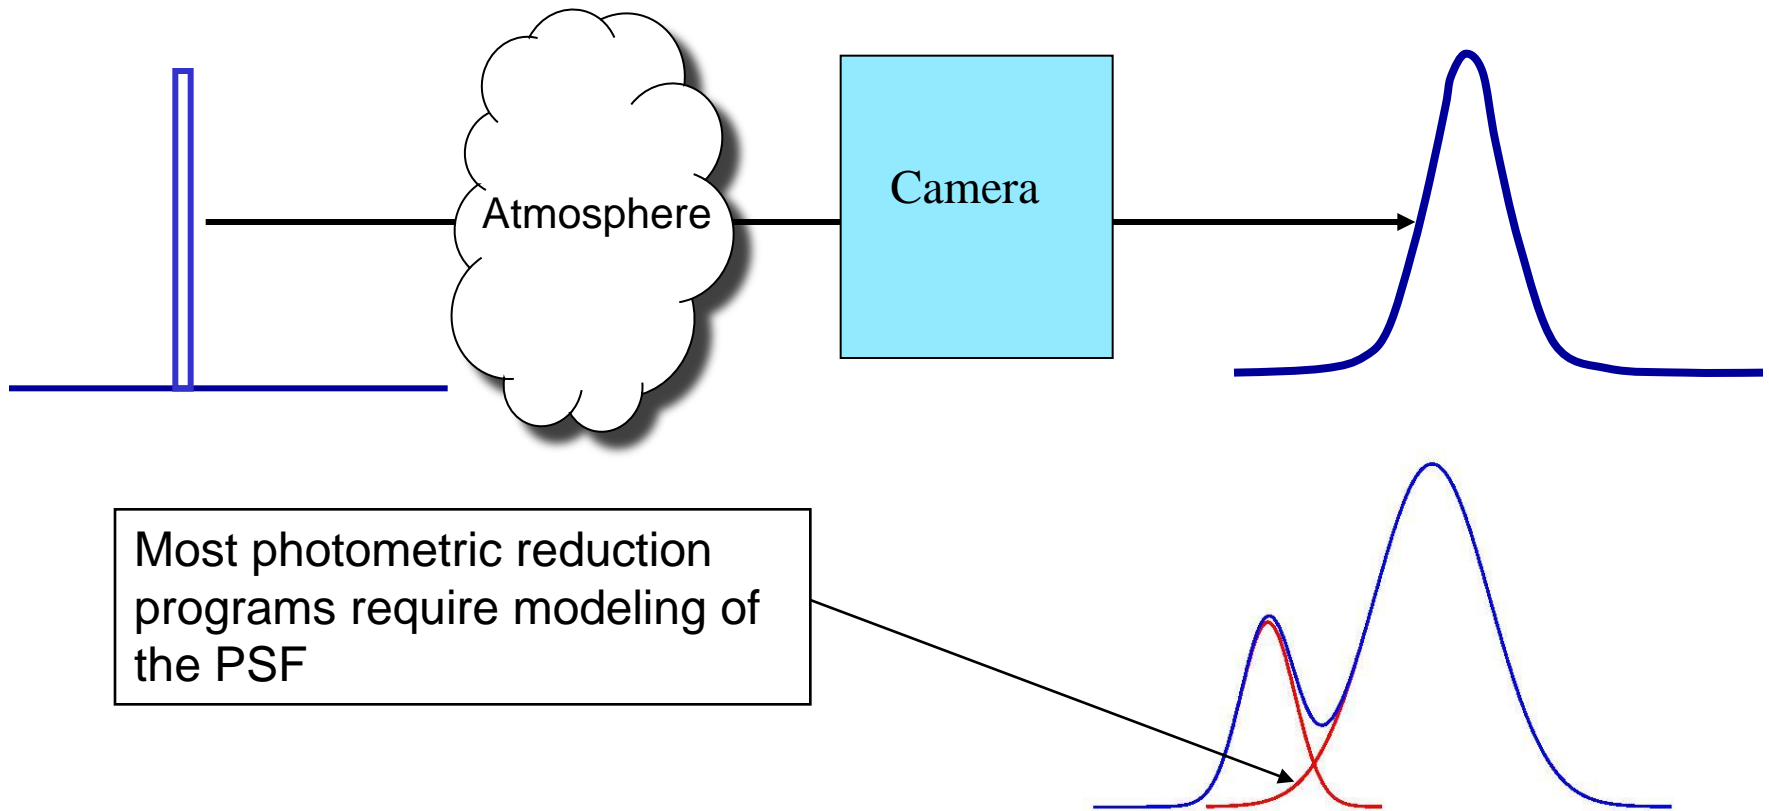 Atmosphere
Camera
Most photometric reduction
programs require modeling of
the PSF